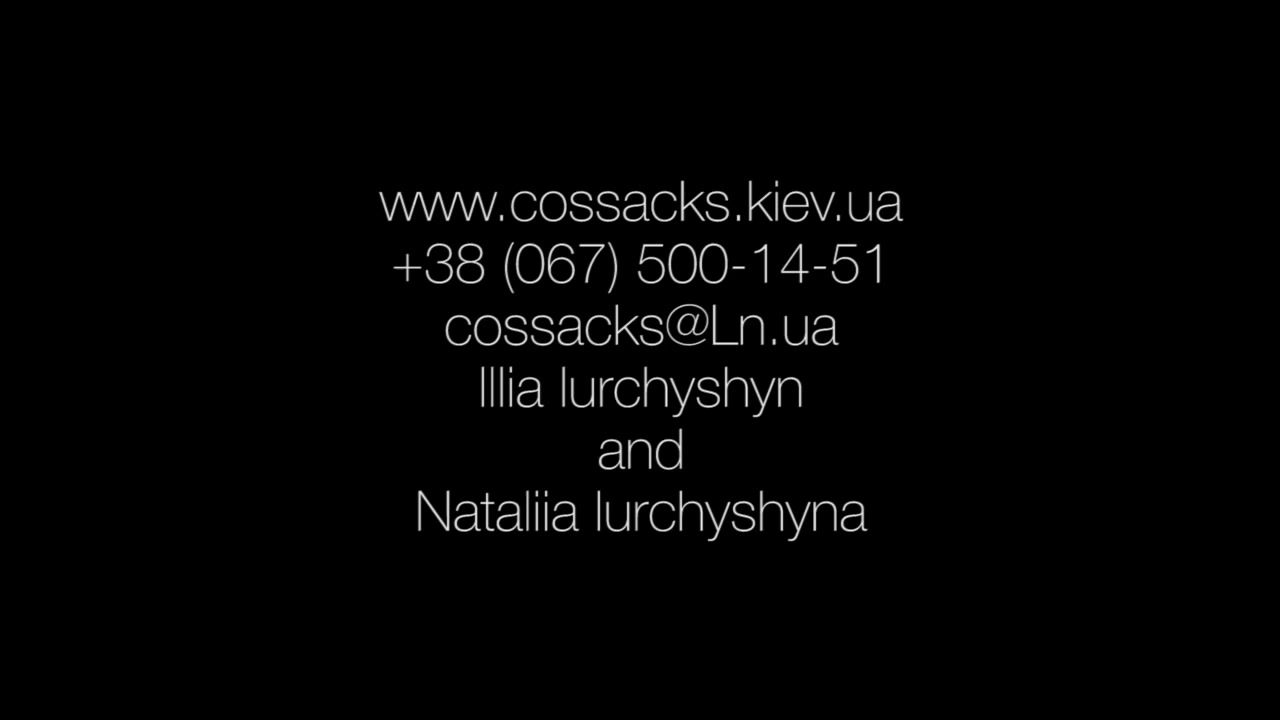 www.cossacks.kiev.ua
+38 (067) 500-14-51
cossacks@Ln.ua
Illia Iurchyshyn
and
Nataliia Iurchyshyna